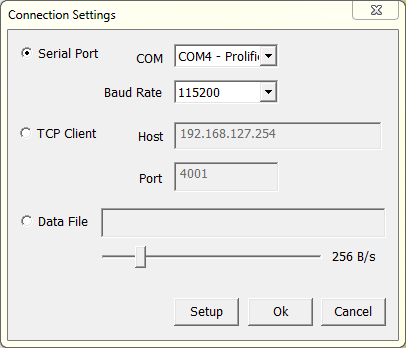 Connection Settings
Serial Port COM COM4 - Prolific
Baud Rate 115200
TCP Client Host 192.168.127.254
Port 4001
Data File
256 B/s
Setup Ok Cancel